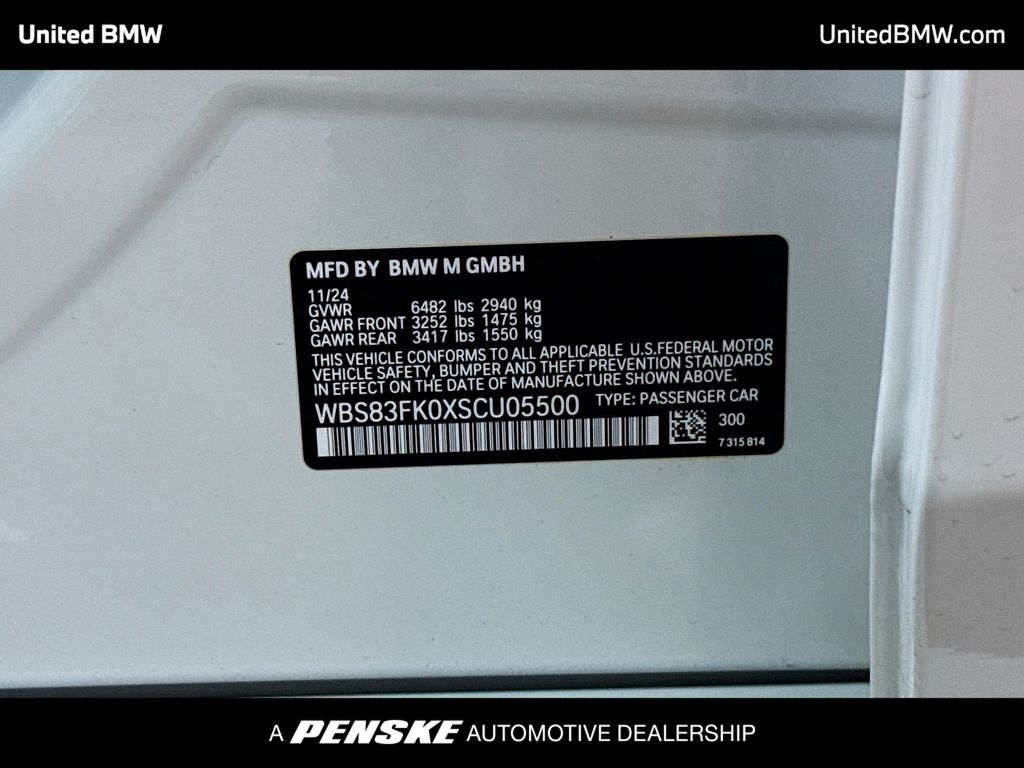 United BMW
UnitedBMW.com
MFD BY BMW M GMBH
11/24
GVWR 6482 lbs 2940 kg
GAWR FRONT 3252 lbs 1475 kg
GAWR REAR 3417 lbs 1550 kg
THIS VEHICLE CONFORMS TO ALL APPLICABLE U.S.FEDERAL MOTOR
VEHICLE SAFETY, BUMPER AND THEFT PREVENTION STANDARDS
IN EFFECT ON THE DATE OF MANUFACTURE SHOWN ABOVE.
WBS83FK0XSCU05500 TYPE: PASSENGER CAR
300
7 315 814
A PENSKE AUTOMOTIVE DEALERSHIP